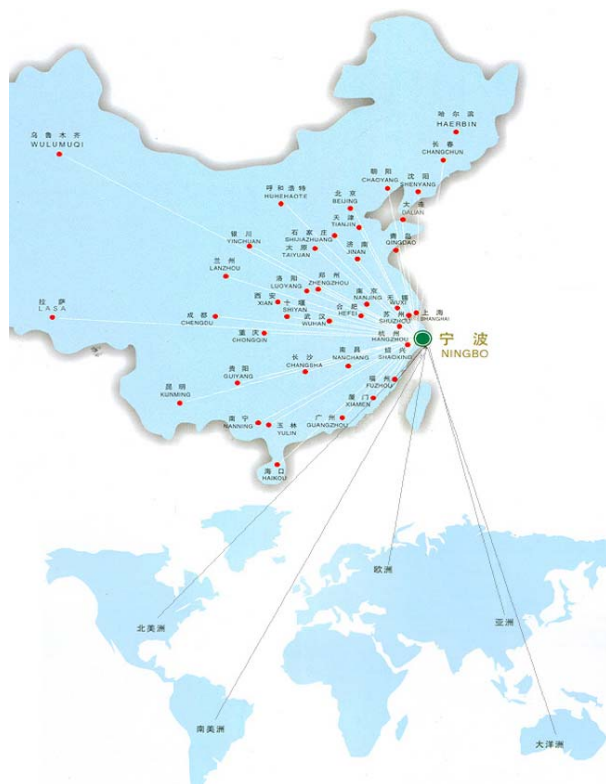 哈尔滨
HAERBIN
长春
CHANGCHUN
乌鲁木齐
WULUMUQI
朝阳
CHAOYANG
沈阳
SHENYANG
呼和浩特
HUHEHAOTE
北京
BEIJING
大连
DALIAN
天津
TIANJIN
银川
YINCHUAN
石家庄
SHIJIAZHUANG
青岛
QINGDAO
太原
TAIYUAN
济南
JINAN
兰州
LANZHOU
洛阳
LUOYANG
郑州
ZHENGZHOU
西安
XIAN
十堰
SHIYAN
南京
NANJING
无锡
WUXI
拉萨
LASA
成都
CHENGDU
武汉
WUHAN
合肥
HEFEI
苏州
SUZHOU
上海
SHANGHAI
重庆
CHONGQIN
杭州
HANGZHOU
宁波
NINGBO
绍兴
SHAOXING
南昌
NANCHANG
长沙
CHANGSHA
贵阳
GUIYANG
昆明
KUNMING
福州
FUZHOU
厦门
XIAMEN
广州
GUANGZHOU
南宁
NANNING
玉林
YULIN
海口
HAIKOU
欧洲
北美洲
亚洲
南美洲
大洋洲